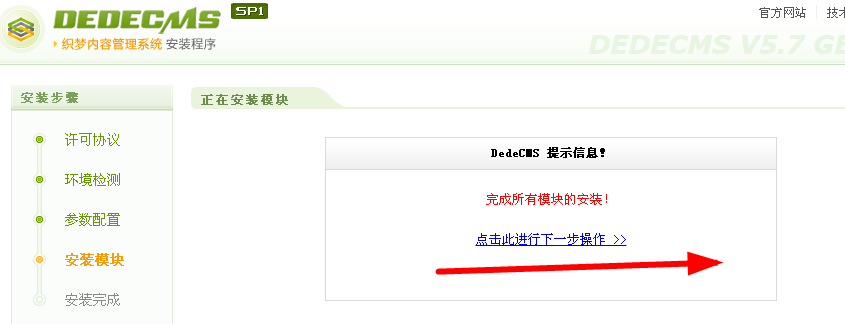 DEDECMS SP1
织梦内容管理系统 安装程序
官方网站
DEDECMS V5.7
安装步骤
许可协议
环境检测
参数配置
安装模块
安装完成
正在安装模块
DedeCMS 提示信息!
完成所有模块的安装!
点击此进行下一步操作 >>